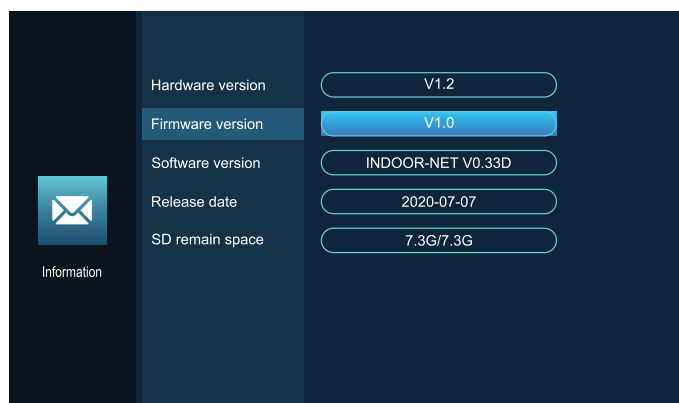 Hardware version V1.2
Firmware version V1.0
Software version INDOOR-NET V0.33D
Release date 2020-07-07
SD remain space 7.3G/7.3G
Information